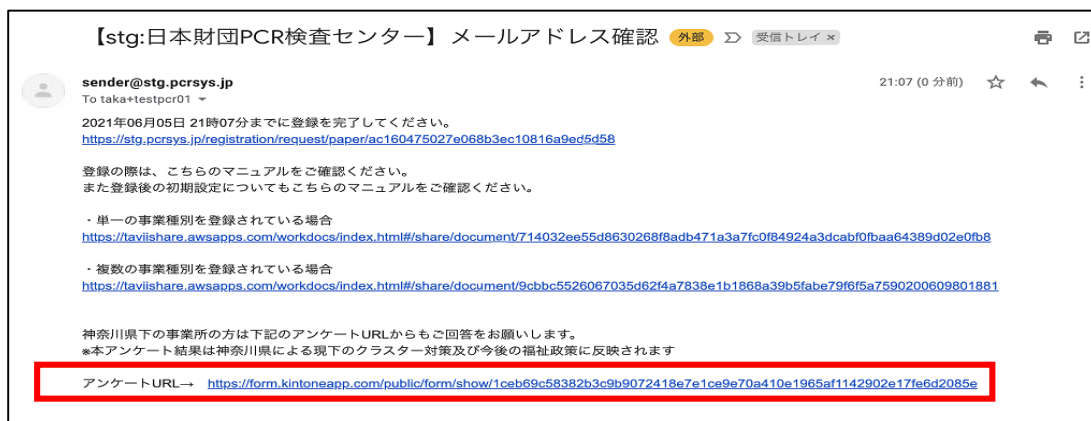 【stg:日本財団PCR検査センター】メールアドレス確認 外部 受信トレイ ×
sender@stg.pcrsys.jp 21:07 (0 分前)
To taka+testpcr01
2021年06月05日 21時07分までに登録を完了してください。
https://stg.pcrsys.jp/registration/request/paper/ac160475027e068b3ec10816a9ed5d58
登録の際は、こちらのマニュアルをご確認ください。
また登録後の初期設定についてもこちらのマニュアルをご確認ください。
・単一の事業種別を登録されている場合
https://taviishare.awsapps.com/workdocs/index.html#/share/document/714032ee55d8630268f8adb471a3a7fc0f84924a3dcabf0fbaa64389d02e0fb8
・複数の事業種別を登録されている場合
https://taviishare.awsapps.com/workdocs/index.html#/share/document/9cbbc5526067035d62f4a7838e1b1868a39b5fabe79f6f5a7590200609801881
神奈川県下の事業所の方は下記のアンケートURLからもご回答をお願いします。
※本アンケート結果は神奈川県による現下のクラスター対策及び今後の福祉政策に反映されます
アンケートURL→ https://form.kintoneapp.com/public/form/show/1ceb69c58382b3c9b9072418e7e1ce9e70a410e1965af1142902e17fe6d2085e